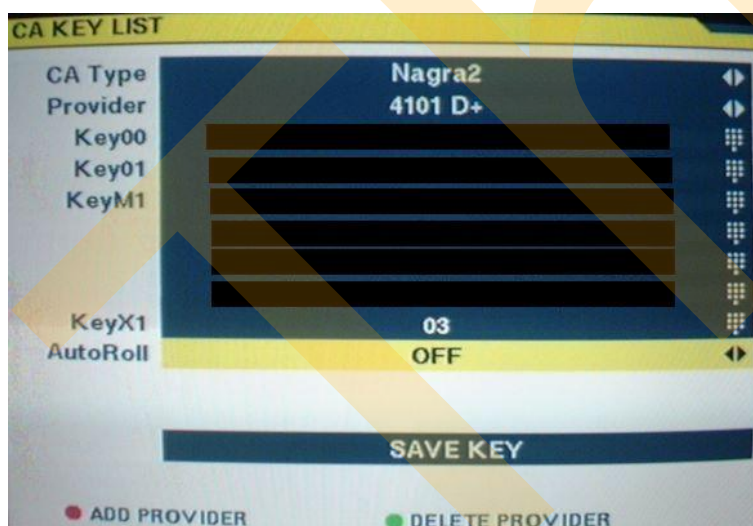 CA KEY LIST
CA Type Nagra2
Provider 4101 D+
Key00
Key01
KeyM1
KeyX1 03
AutoRoll OFF
SAVE KEY
ADD PROVIDER DELETE PROVIDER